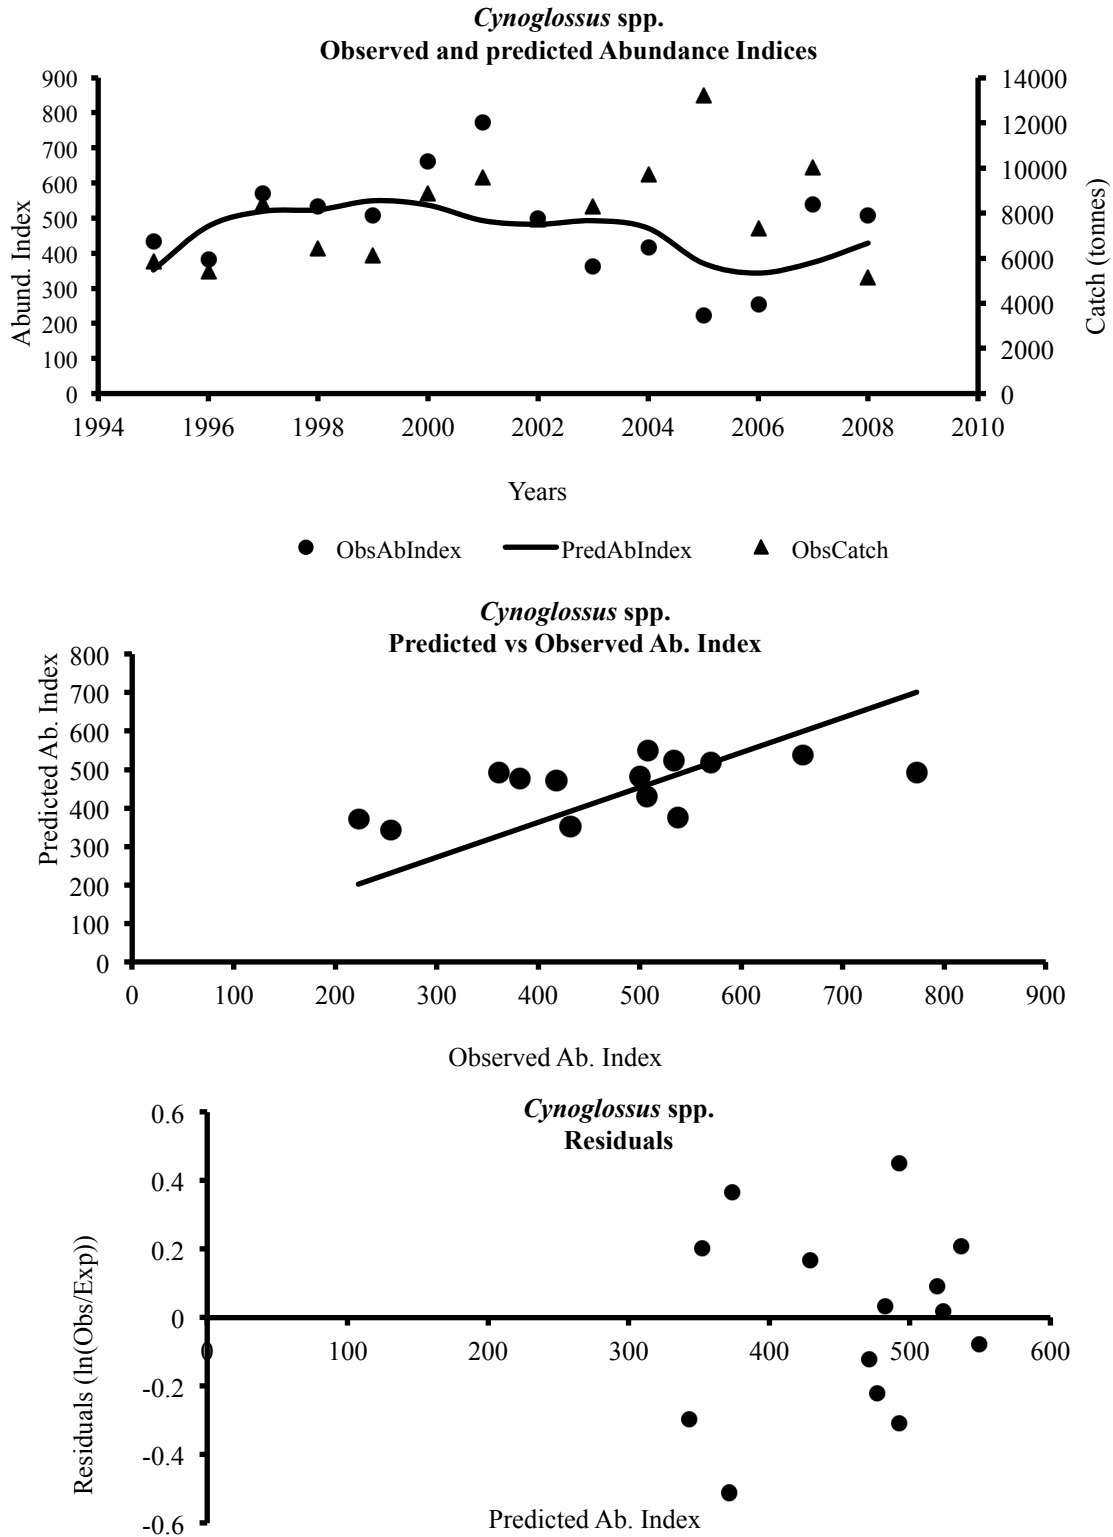 Cynoglossus spp.
Observed and predicted Abundance Indices
900
800
700
600
500
400
300
200
100
0
Abund. Index
14000
12000
10000
8000
6000
4000
2000
0
Catch (tonnes)
1994 1996 1998 2000 2002 2004 2006 2008 2010
Years
ObsAbIndex PredAbIndex ObsCatch
Cynoglossus spp.
Predicted vs Observed Ab. Index
800
700
600
500
400
300
200
100
0
Predicted Ab. Index
0 100 200 300 400 500 600 700 800 900
Observed Ab. Index
Cynoglossus spp.
Residuals
0.6
0.4
0.2
0
-0.2
-0.4
-0.6
Residuals (ln(Obs/Exp))
0 100 200 300 400 500 600
Predicted Ab. Index